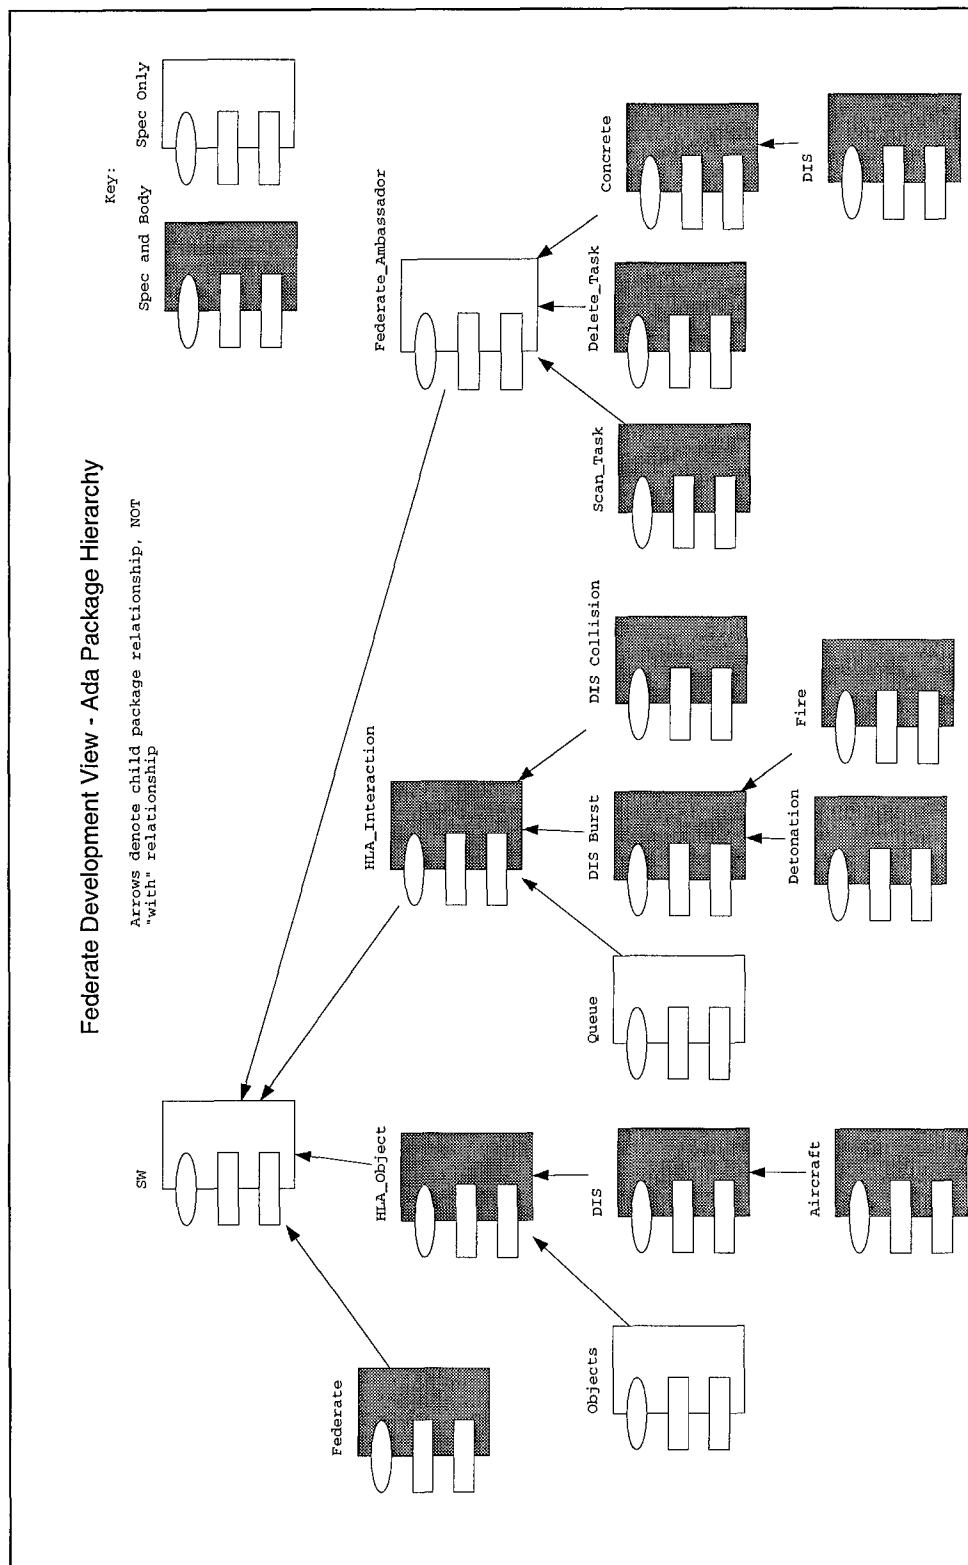 Federate Development View - Ada Package Hierarchy
Arrows denote child package relationship, NOT
"with" relationship
Key:
Spec and Body
Spec Only
SW
Federate
HLA_Object
HLA_Interaction
Federate_Ambassador
Objects
DIS
Queue
DIS Burst
DIS Collision
Scan_Task
Delete_Task
Concrete
Aircraft
Detonation
Fire
DIS